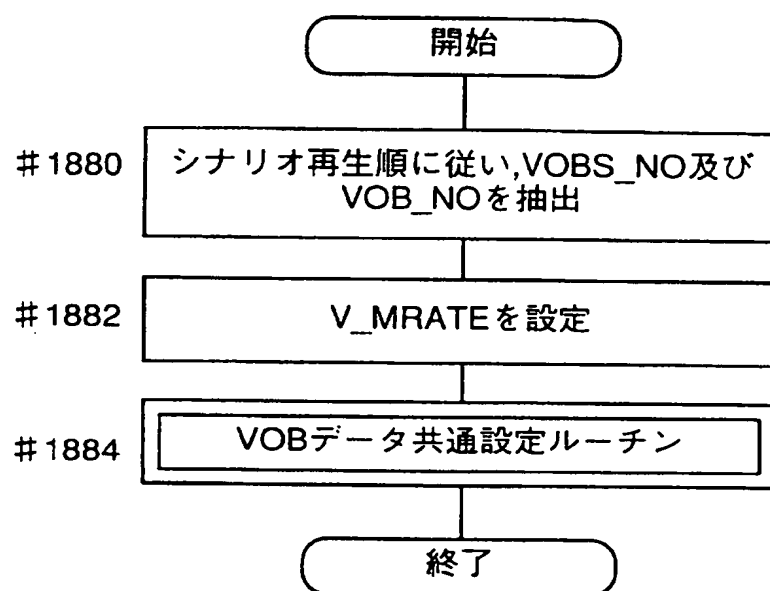 開始
#1880
シナリオ再生順に従い,VOBS_NO及び
VOB_NOを抽出
#1882
V_MRATEを設定
#1884
VOBデータ共通設定ルーチン
終了